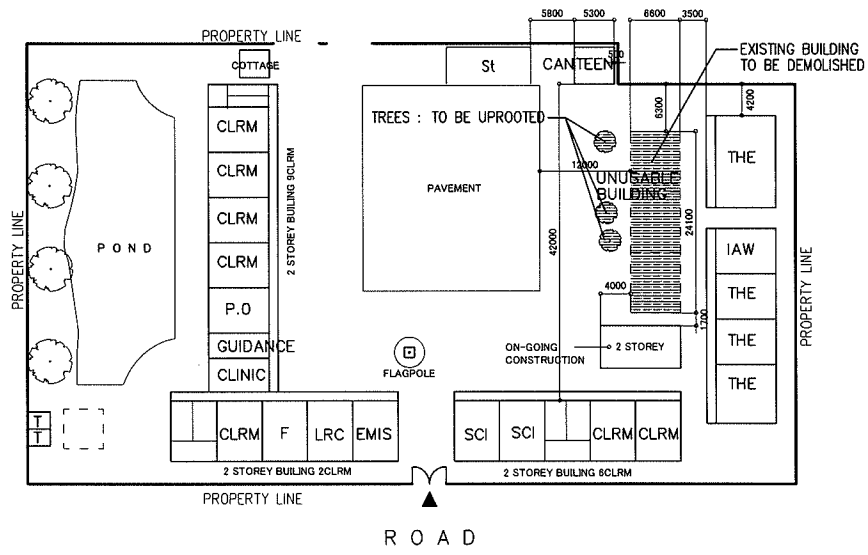 5800
5300
6600
3500
PROPERTY LINE
COTTAGE
St
CANTEEN
500
EXISTING BUILDING
TO BE DEMOLISHED
CLRM
CLRM
CLRM
CLRM
P.O
GUIDANCE
CLINIC
2 STOREY BUILING 9CLRM
TREES : TO BE UPROOTED
6300
4200
12000
UNUSABLE
BUILDING
PAVEMENT
THE
PROPERTY LINE
POND
42000
24100
IAW
THE
THE
THE
PROPERTY LINE
4000
1700
ON-GOING
CONSTRUCTION
2 STOREY
FLAGPOLE
T
T
CLRM
F
LRC
EMIS
SCI
SCI
CLRM
CLRM
2 STOREY BUILING 2CLRM
2 STOREY BUILING 6CLRM
PROPERTY LINE
ROAD